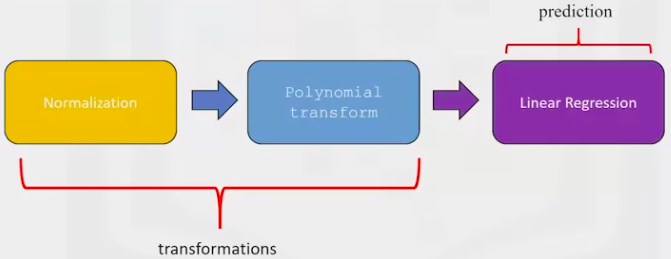 prediction
Normalization
Polynomial
transform
Linear Regression
transformations